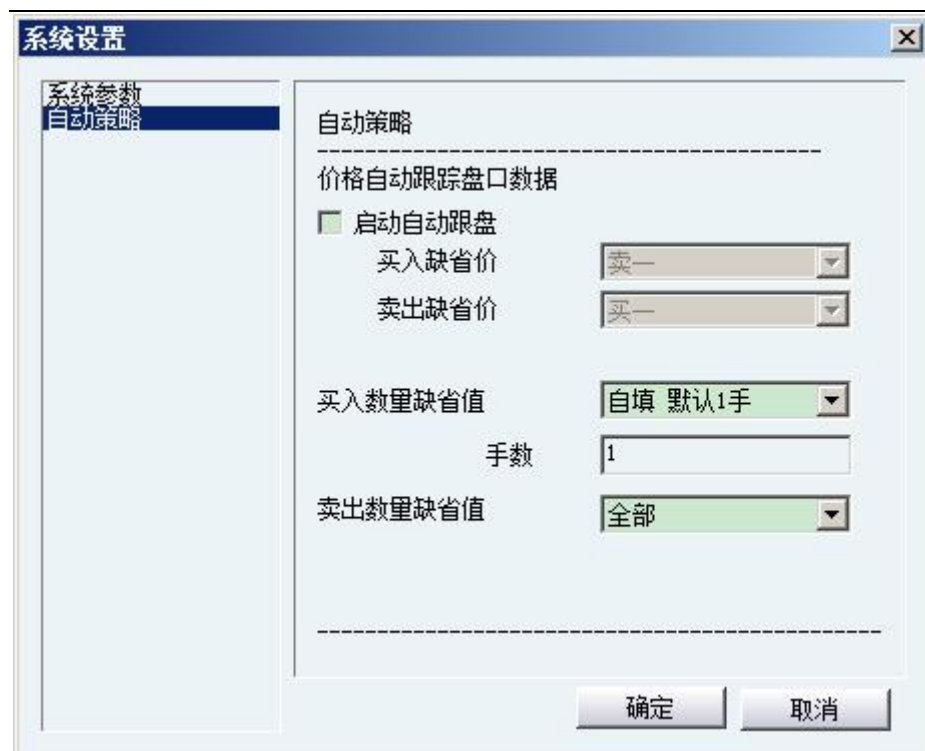 系统设置
系统参数
自动策略
自动策略
价格自动跟踪盘口数据
启动自动跟盘
买入缺省价 卖一
卖出缺省价 买一
买入数量缺省值 自填 默认1手
手数 1
卖出数量缺省值 全部
确定 取消